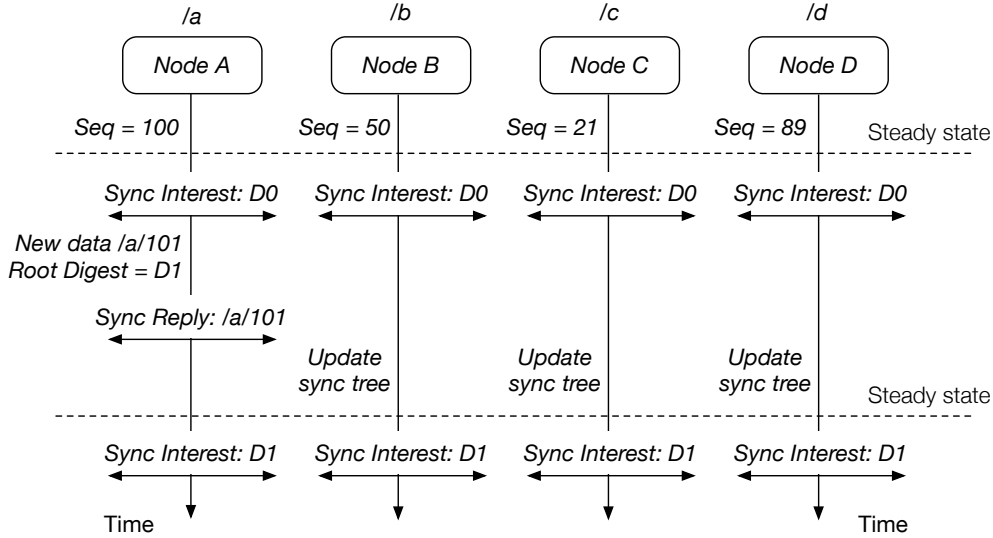 /a
/b
/c
/d
Node A
Node B
Node C
Node D
Seq = 100
Seq = 50
Seq = 21
Seq = 89
Steady state
Sync Interest: D0
Sync Interest: D0
Sync Interest: D0
Sync Interest: D0
New data /a/101
Root Digest = D1
Sync Reply: /a/101
Update
sync tree
Update
sync tree
Update
sync tree
Steady state
Sync Interest: D1
Sync Interest: D1
Sync Interest: D1
Sync Interest: D1
Time
Time